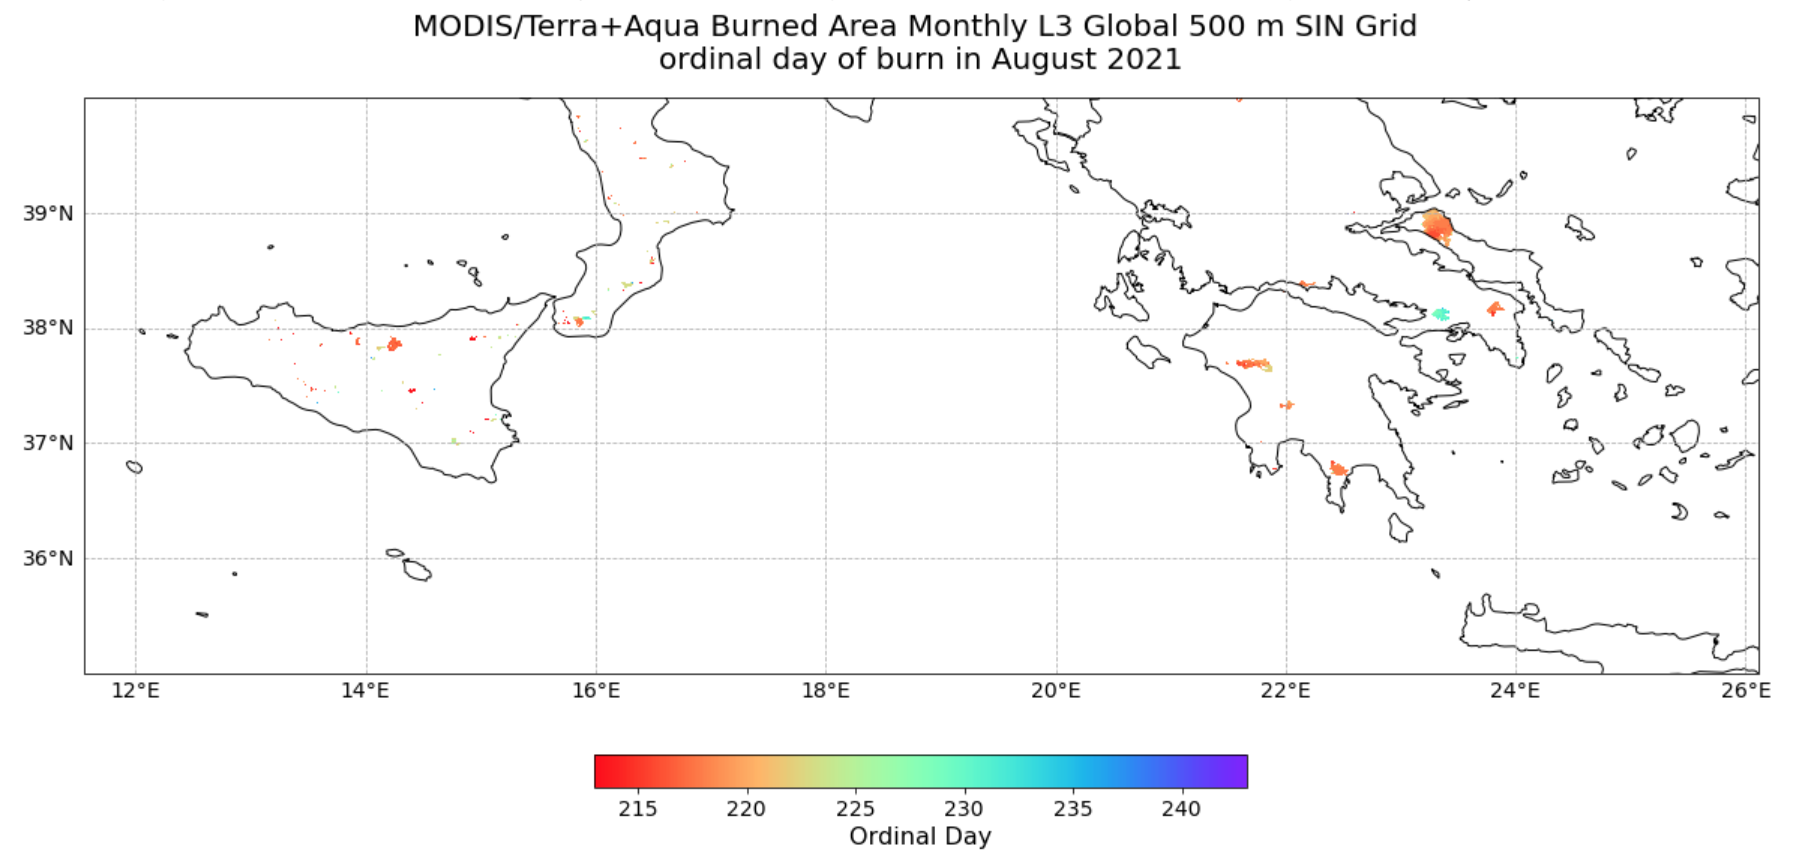 MODIS/Terra+Aqua Burned Area Monthly L3 Global 500 m SIN Grid
ordinal day of burn in August 2021
39°N
38°N
37°N
36°N
12°E 14°E 16°E 18°E 20°E 22°E 24°E 26°E
215 220 225 230 235 240
Ordinal Day